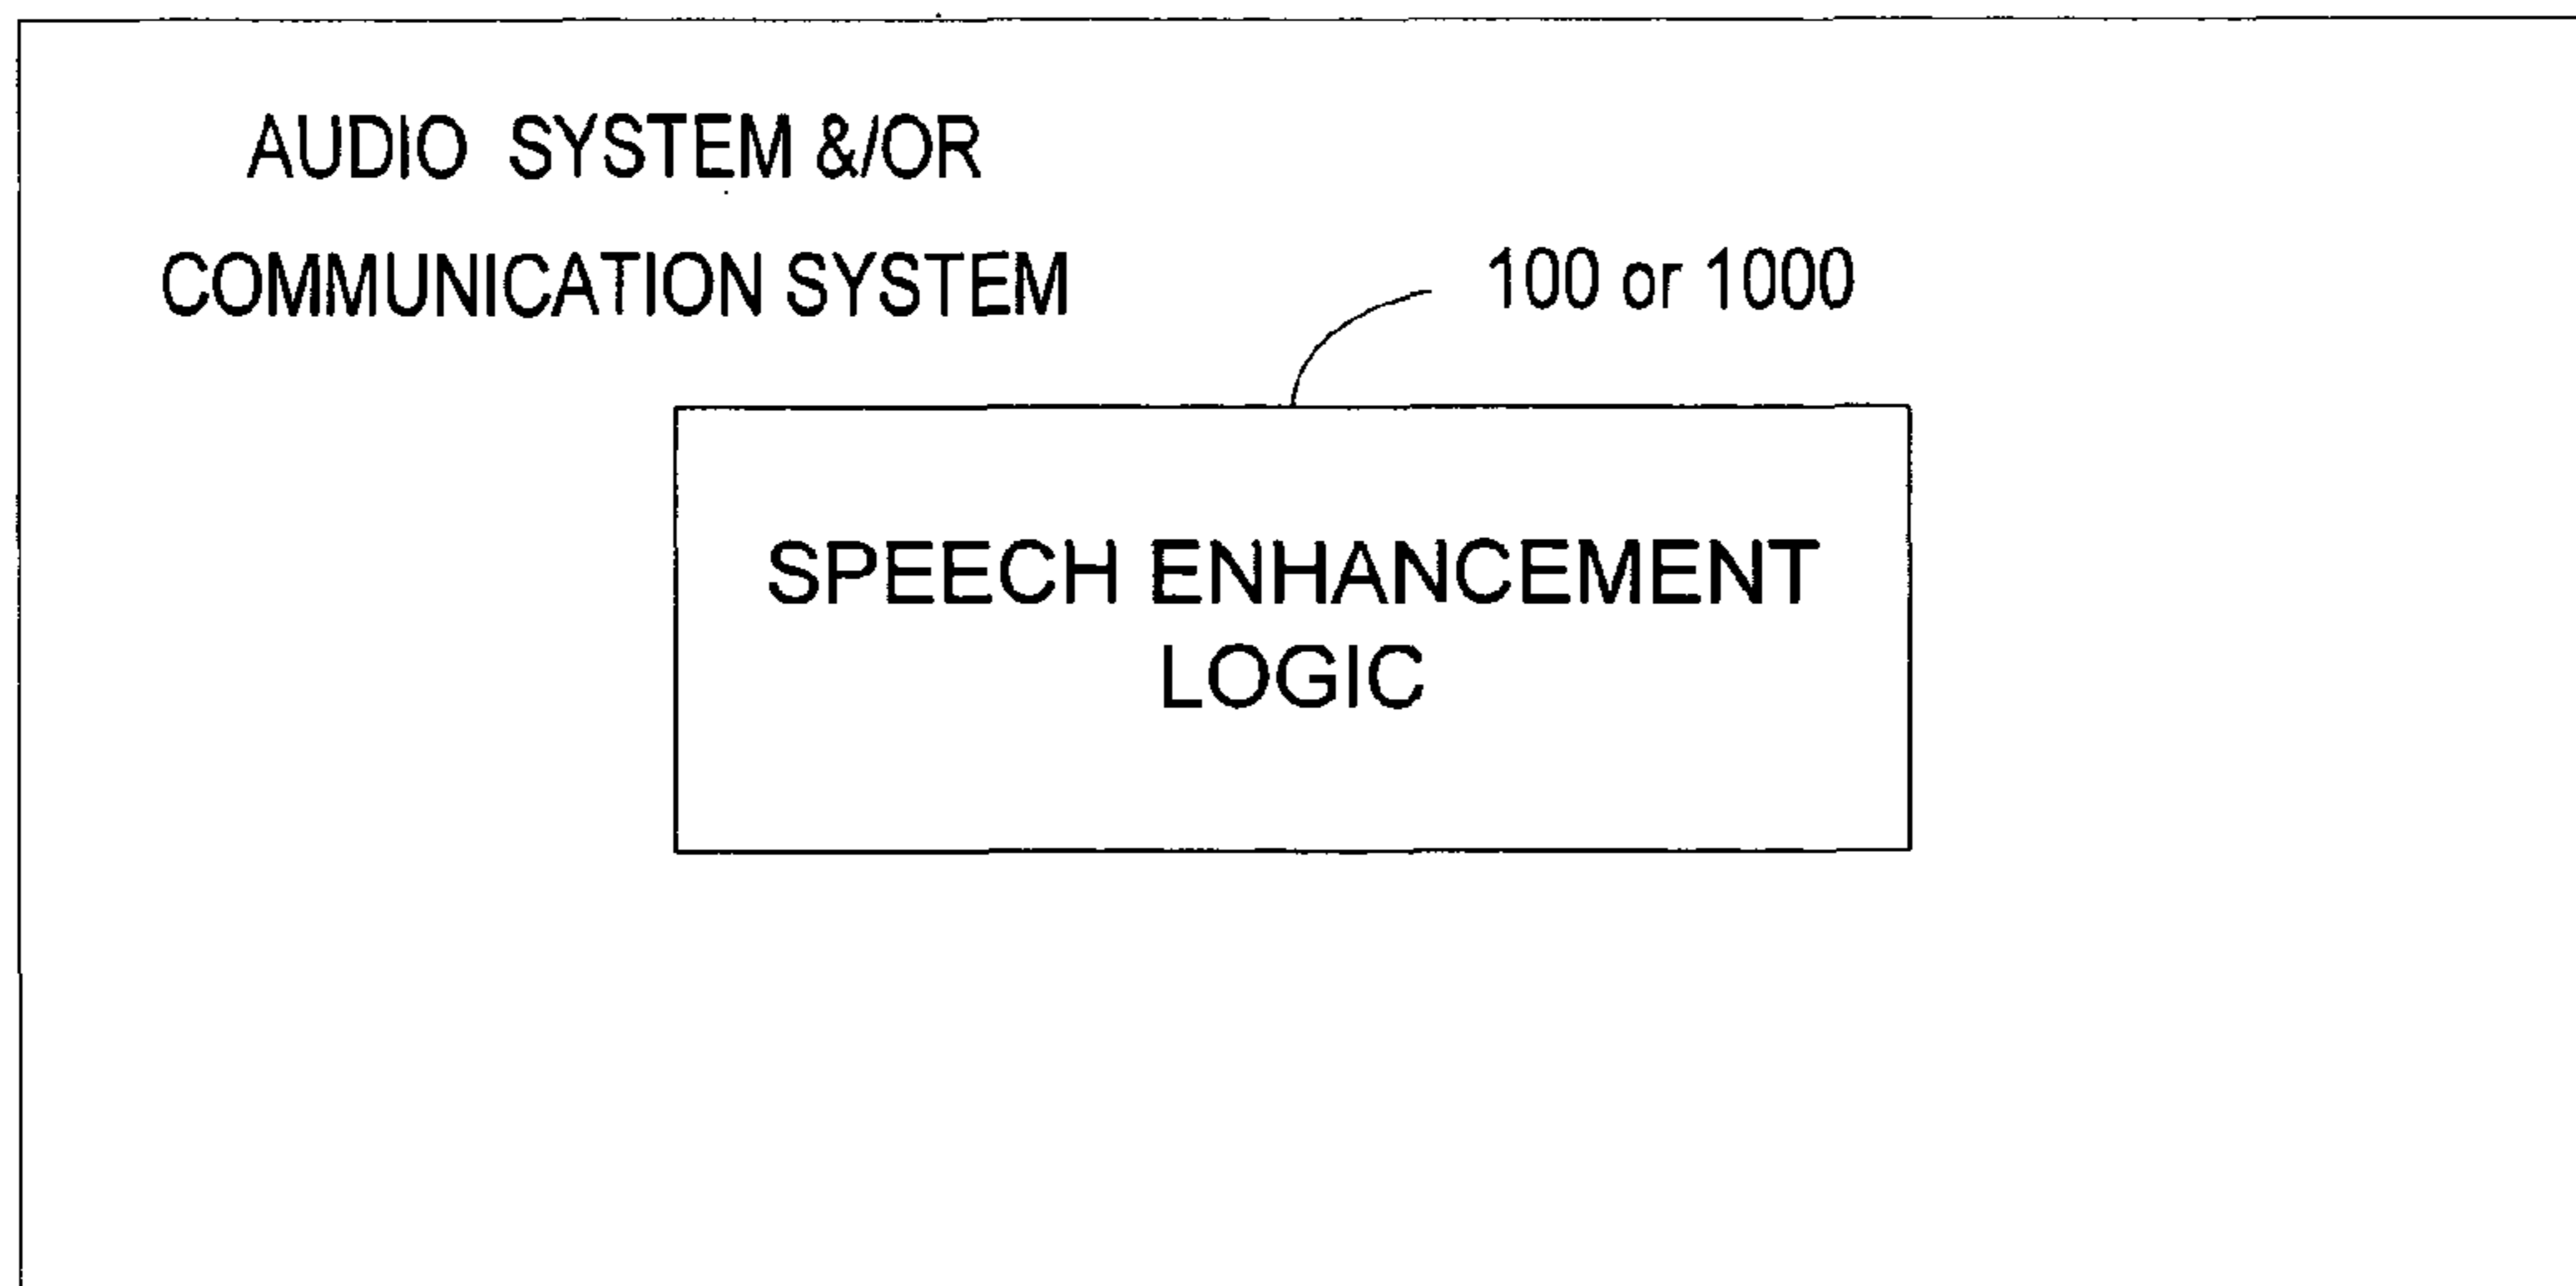 AUDIO SYSTEM &/OR
COMMUNICATION SYSTEM
100 or 1000
SPEECH ENHANCEMENT
LOGIC